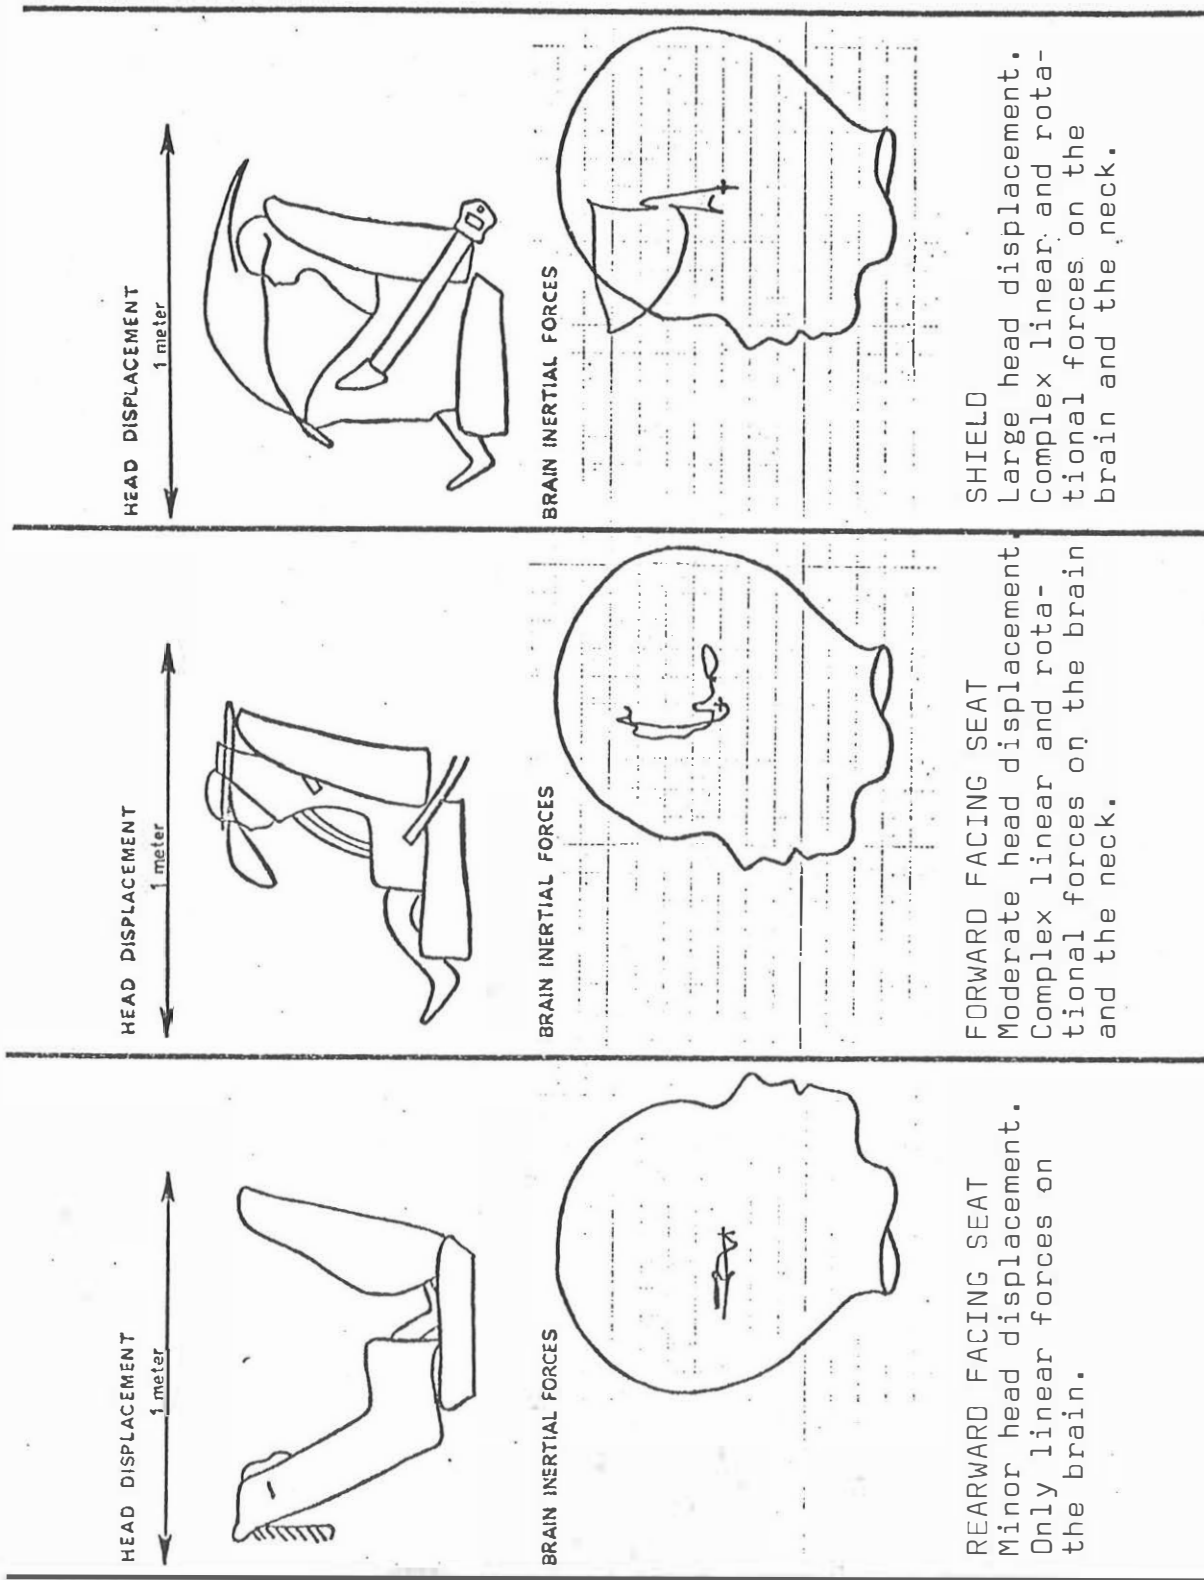 HEAD DISPLACEMENT
1 meter
BRAIN INERTIAL FORCES
REARWARD FACING SEAT
Minor head displacement.
Only linear forces on
the brain.
HEAD DISPLACEMENT
1 meter
BRAIN INERTIAL FORCES
FORWARD FACING SEAT
Moderate head displacement.
Complex linear and rota-
tional forces on the brain
and the neck.
HEAD DISPLACEMENT
1 meter
BRAIN INERTIAL FORCES
SHIELD
Large head displacement.
Complex linear and rota-
tional forces on the
brain and the neck.